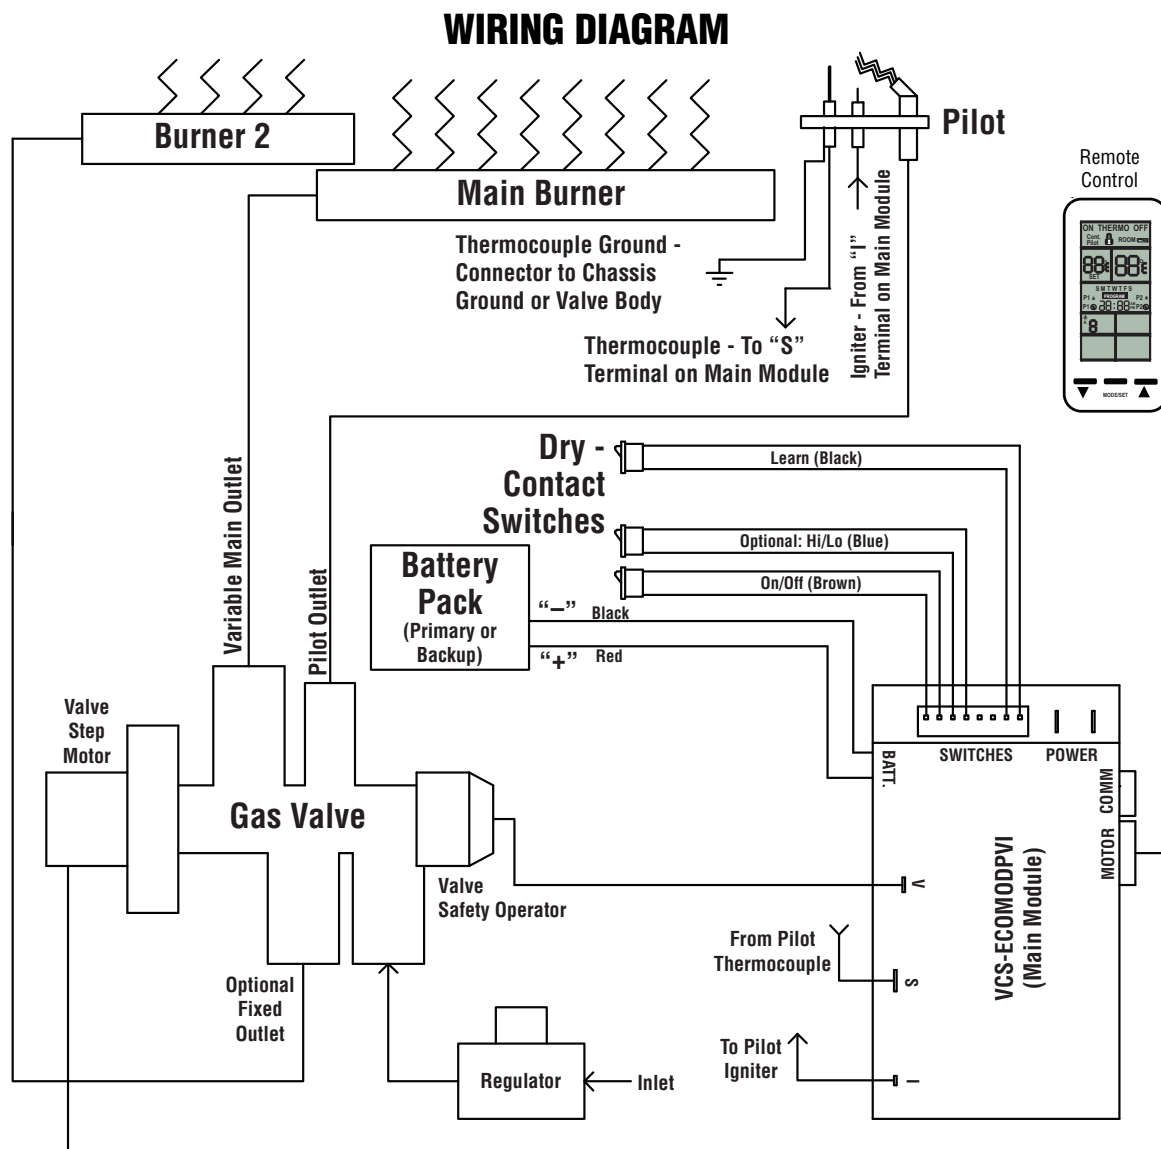 WIRING DIAGRAM
Burner 2
Main Burner
Pilot
Remote
Control
ON THERMO OFF
Cont.
Pilot
ROOM
SET
S M T W T F S
P1
PROGRAM
P2
P1
P2
8
MODE/SET
Thermocouple Ground -
Connector to Chassis
Ground or Valve Body
Thermocouple - To “S”
Terminal on Main Module
Igniter - From “I”
Terminal on Main Module
Variable Main Outlet
Pilot Outlet
Dry -
Contact
Switches
Learn (Black)
Optional: Hi/Lo (Blue)
On/Off (Brown)
Battery
Pack
(Primary or
Backup)
“–”
Black
“+”
Red
Valve
Step
Motor
Gas Valve
Valve
Safety Operator
SWITCHES
POWER
BATT.
COMM
MOTOR
V
S
I
VCS-ECOMODPVI
(Main Module)
From Pilot
Thermocouple
To Pilot
Igniter
Optional
Fixed
Outlet
Regulator
Inlet